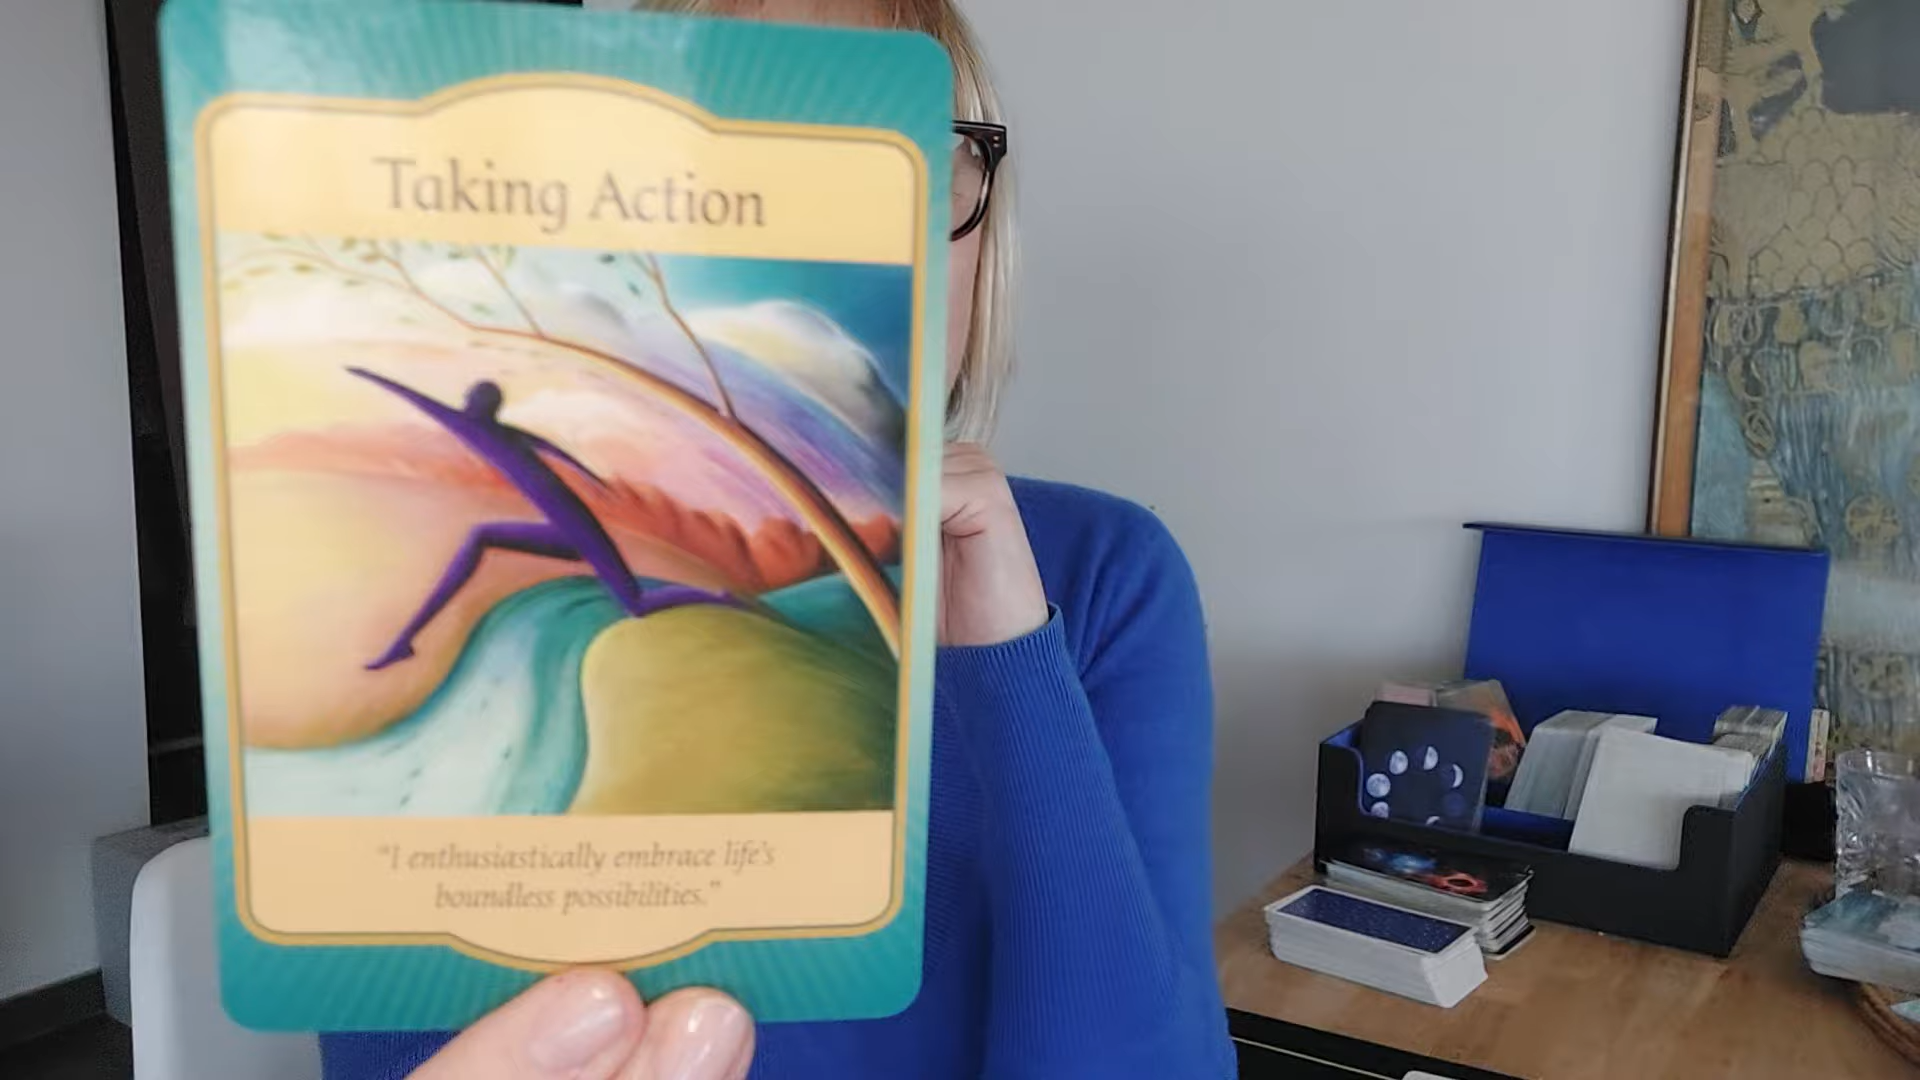 Taking Action
"I enthusiastically embrace life's
boundless possibilities."